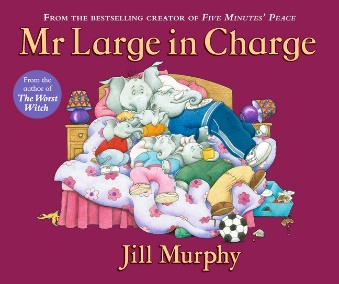 FROM THE BESTSELLING CREATOR OF FIVE MINUTES' PEACE
Mr Large in Charge
From the
author of
The Worst
Witch
Jill Murphy